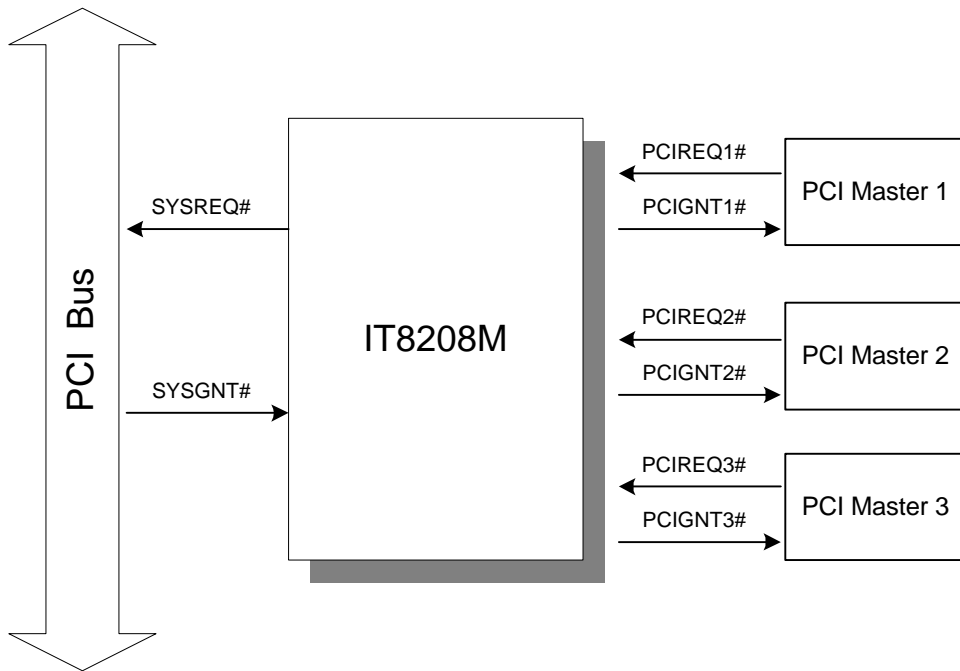 PCI Bus
SYSREQ#
SYSGNT#
IT8208M
PCIREQ1#
PCIGNT1#
PCI Master 1
PCIREQ2#
PCIGNT2#
PCI Master 2
PCIREQ3#
PCIGNT3#
PCI Master 3